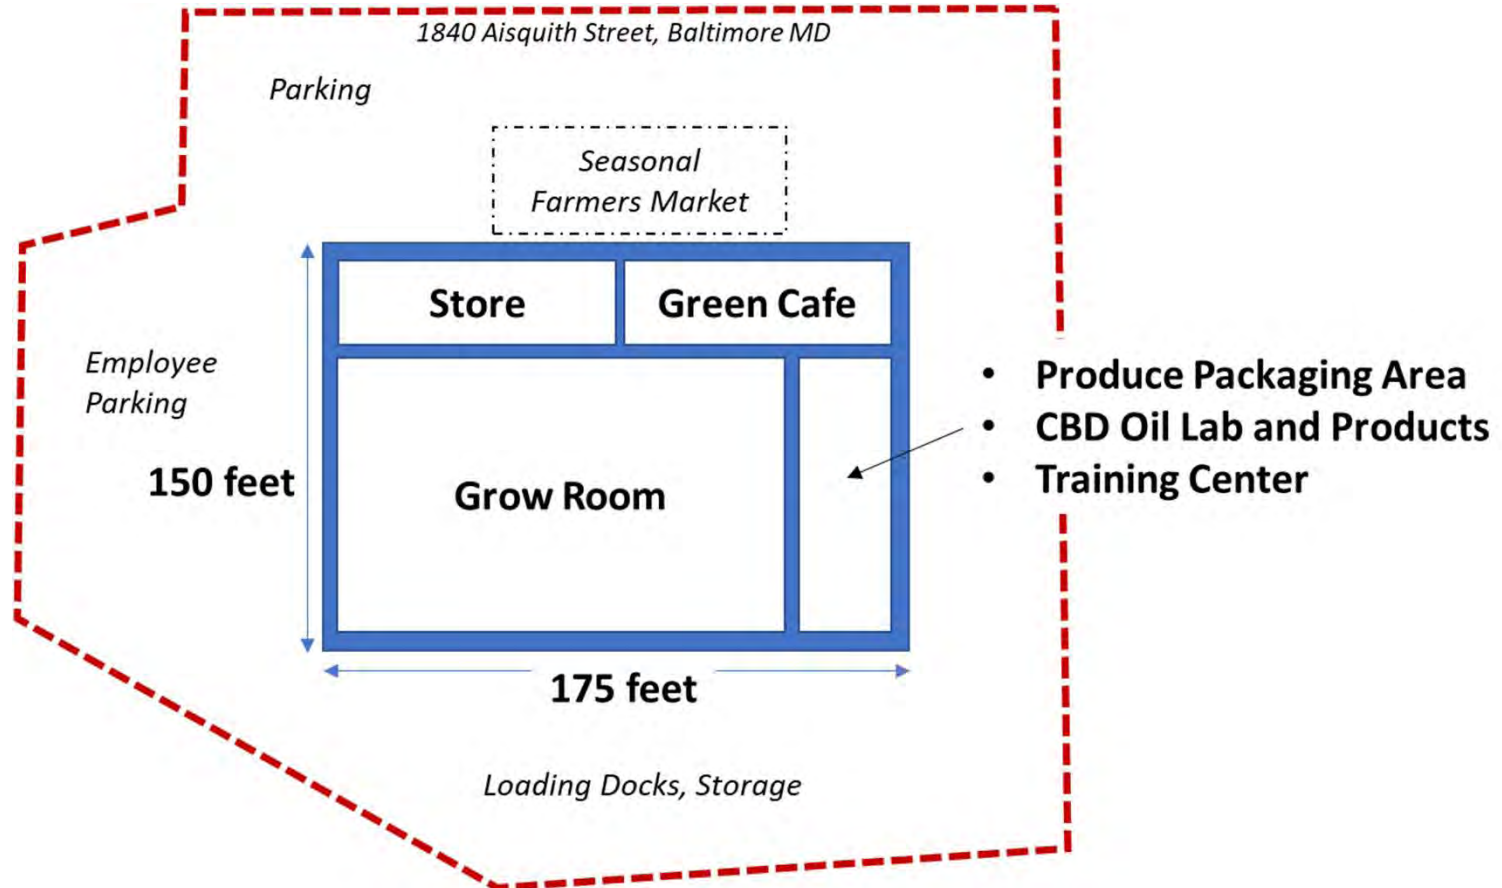 1840 Aisquith Street, Baltimore MD
Parking
Seasonal
Farmers Market
Store
Green Cafe
Employee
Parking
150 feet
Grow Room
• Produce Packaging Area
• CBD Oil Lab and Products
• Training Center
175 feet
Loading Docks, Storage